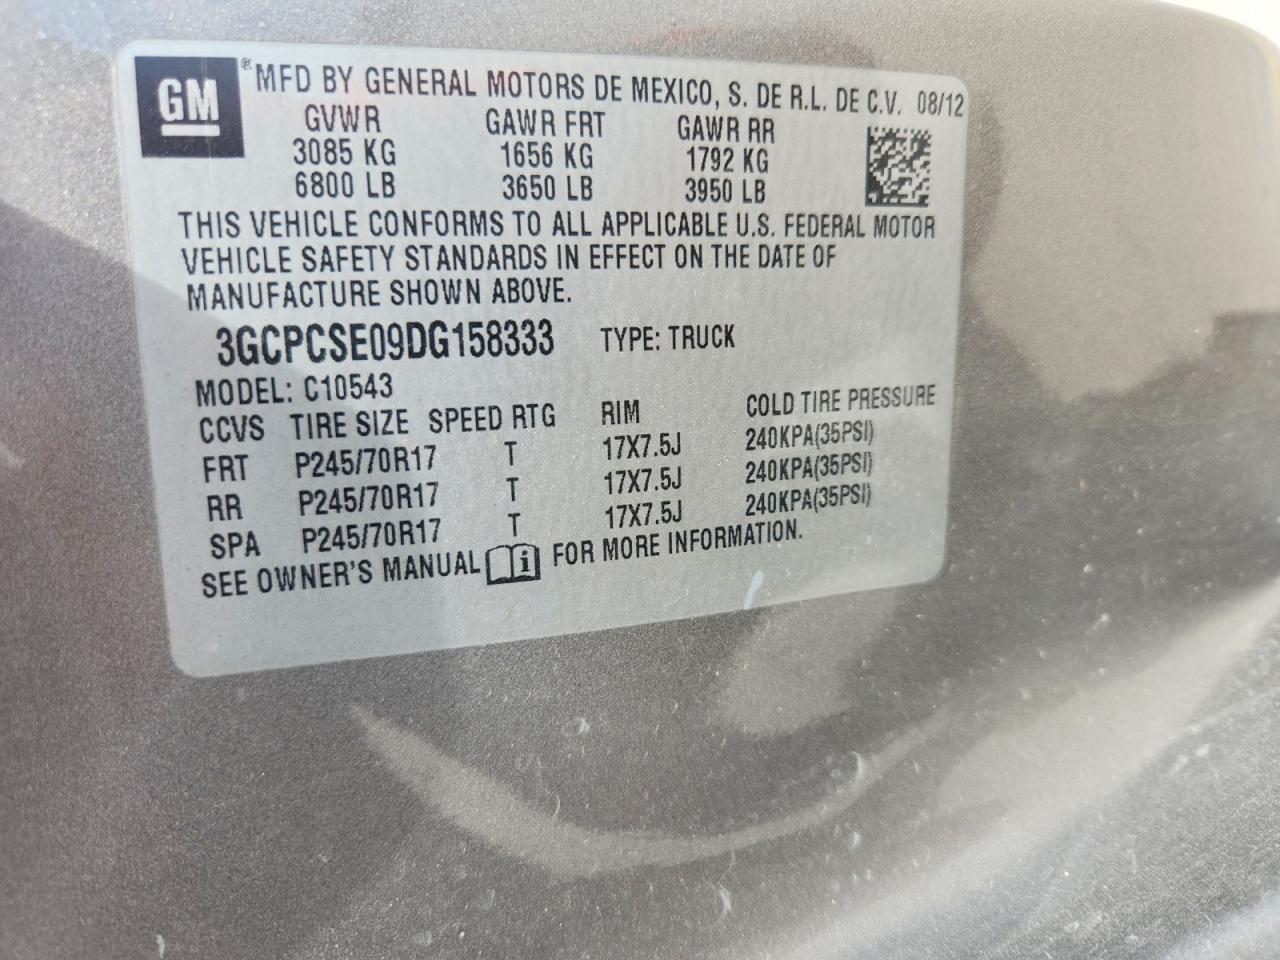 GM ® MFD BY GENERAL MOTORS DE MEXICO, S. DE R.L. DE C.V. 08/12
GVWR GAWR FRT GAWR RR
3085 KG 1656 KG 1792 KG
6800 LB 3650 LB 3950 LB
THIS VEHICLE CONFORMS TO ALL APPLICABLE U.S. FEDERAL MOTOR
VEHICLE SAFETY STANDARDS IN EFFECT ON THE DATE OF
MANUFACTURE SHOWN ABOVE.
3GCPCSE09DG158333 TYPE: TRUCK
MODEL: C10543
CCVS TIRE SIZE SPEED RTG RIM COLD TIRE PRESSURE
FRT P245/70R17 T 17X7.5J 240KPA(35PSI)
RR P245/70R17 T 17X7.5J 240KPA(35PSI)
SPA P245/70R17 T 17X7.5J 240KPA(35PSI)
SEE OWNER'S MANUAL i FOR MORE INFORMATION.